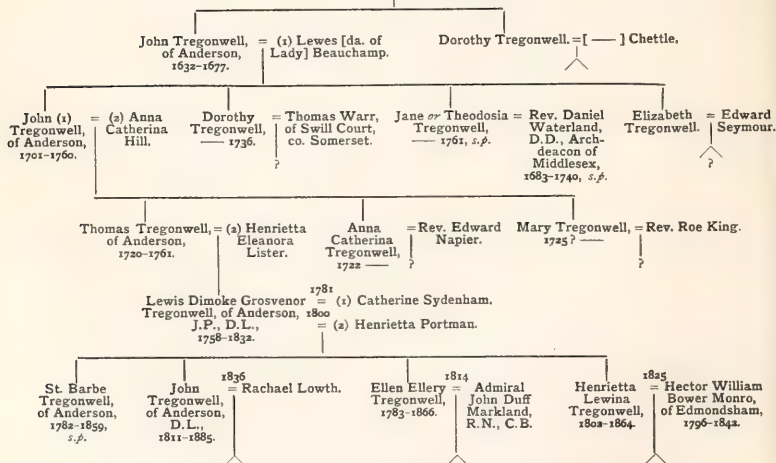 John Tregonwell,
of Anderson,
1632-1677.
= (1) Lewes [da. of
Lady] Beauchamp.
Dorothy Tregonwell. =[ — ] Chettle.
John (1)
Tregonwell,
of Anderson,
1701-1760.
= (2) Anna
Catherina
Hill.
Dorothy
Tregonwell,
— 1736.
= Thomas Warr,
of Swill Court,
co. Somerset.
?
Jane or Theodosia
Tregonwell,
— 1761, s.p.
= Rev. Daniel
Waterland,
D.D., Arch-
deacon of
Middlesex,
1683-1740, s.p.
Elizabeth
Tregonwell.
= Edward
Seymour.
?
Thomas Tregonwell,
of Anderson,
1720-1761.
= (2) Henrietta
Eleanora
Lister.
Anna
Catherina
Tregonwell,
1722 —
= Rev. Edward
Napier.
?
Mary Tregonwell,
1725 ? —
= Rev. Roe King.
?
Lewis Dimoke Grosvenor
Tregonwell, of Anderson,
J.P., D.L.,
1758-1832.
1781
= (1) Catherine Sydenham.
1800
= (2) Henrietta Portman.
St. Barbe
Tregonwell,
of Anderson,
1782-1859,
s.p.
John
Tregonwell,
of Anderson,
D.L.,
1811-1885.
1836
= Rachael Lowth.
Ellen Ellery
Tregonwell,
1783-1866.
1814
= Admiral
John Duff
Markland,
R.N., C.B.
Henrietta
Lewina
Tregonwell,
1802-1864.
1825
= Hector William
Bower Monro,
of Edmondsham,
1796-1842.